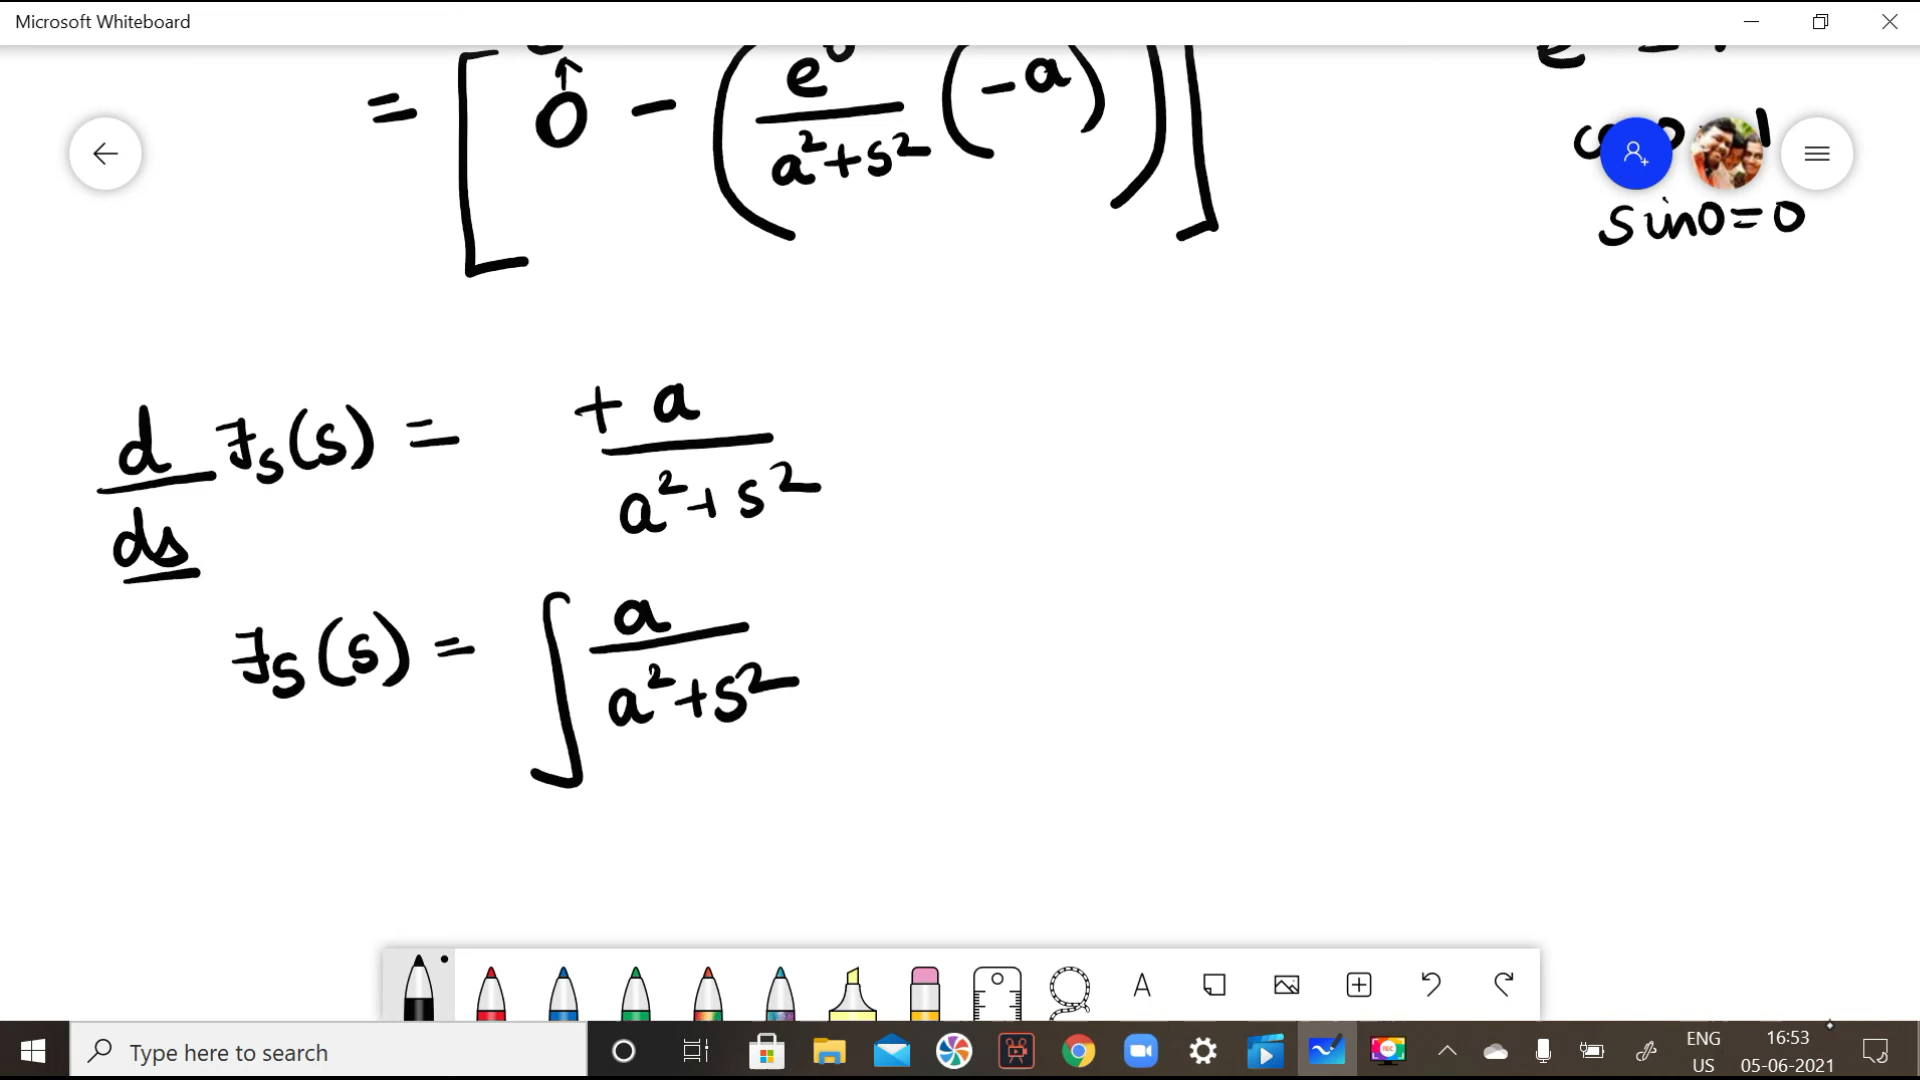 Microsoft Whiteboard
= [ 0 - ( e⁰ / a²+s² (-a) ) ]
sin0=0
d/ds Fs(s) = +a / a²+s²
Fs(s) = ∫ a / a²+s²
A
Type here to search
REC
ENG
US
16:53
05-06-2021